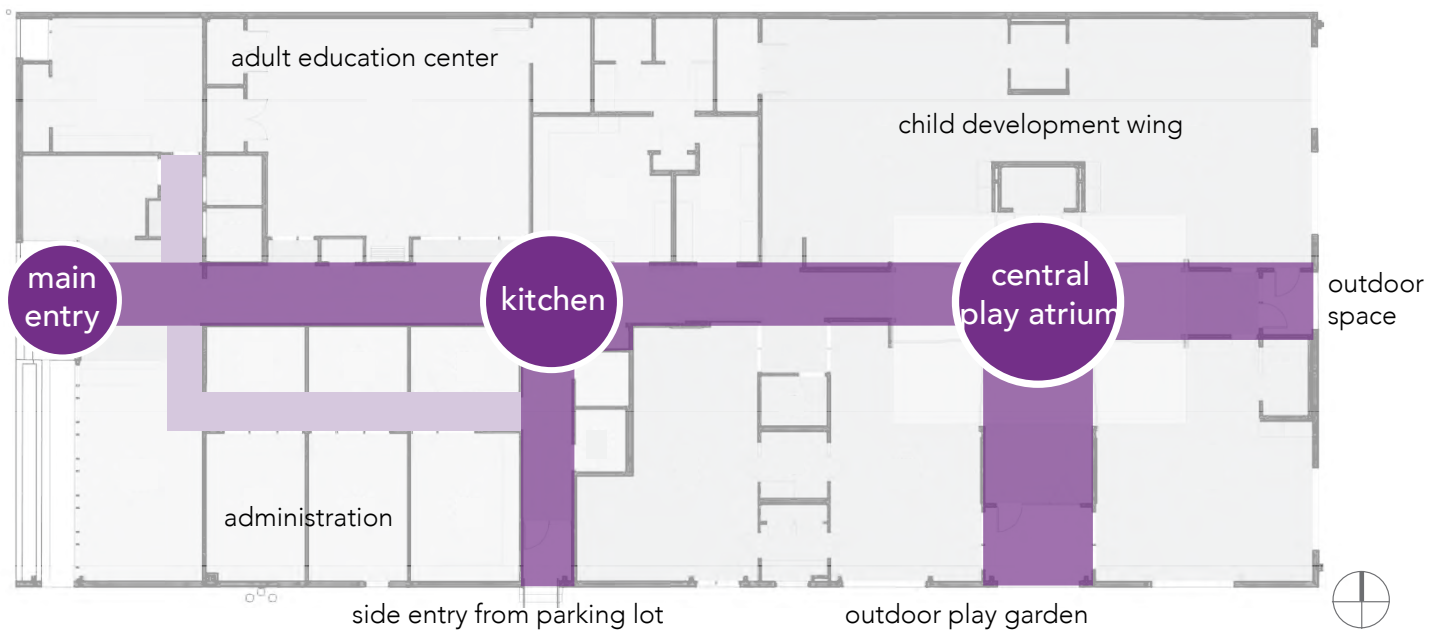 adult education center
child development wing
main
entry
kitchen
central
play atrium
outdoor
space
administration
side entry from parking lot
outdoor play garden